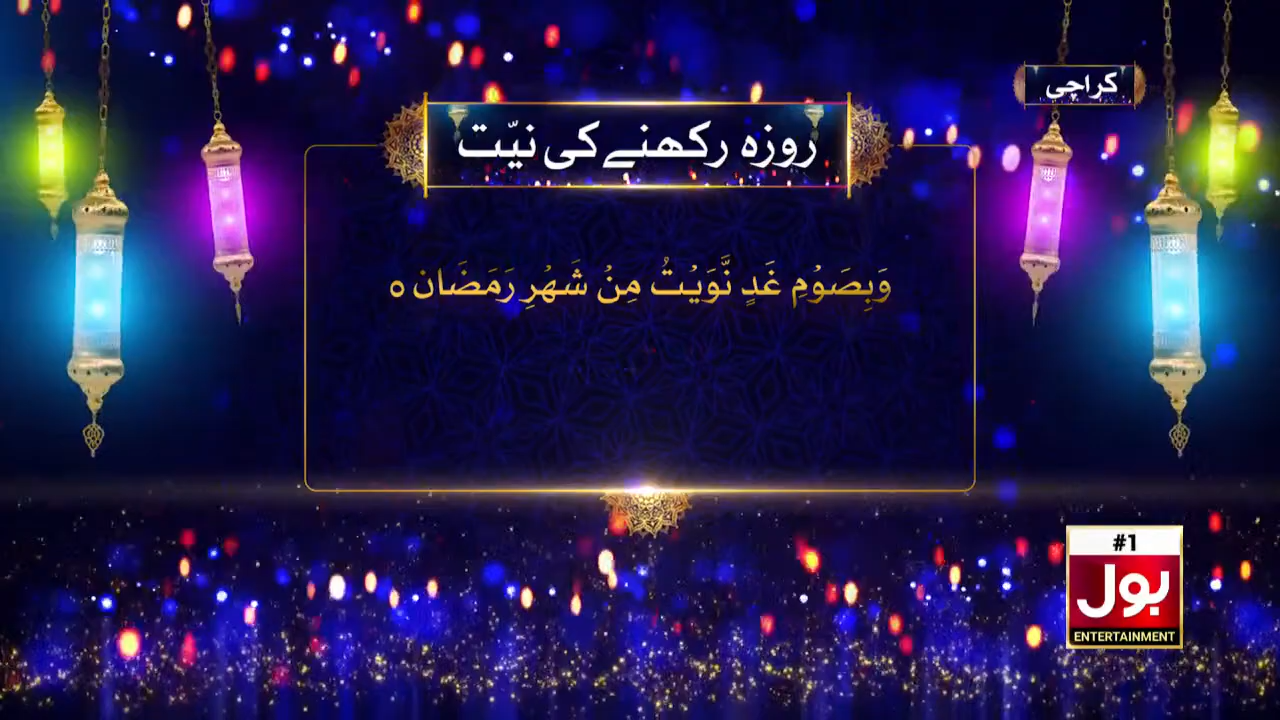 کراچی
روزہ رکھنے کی نیّت
وَبِصَوْمِ غَدٍ نَّوَيْتُ مِنْ شَهْرِ رَمَضَان ہ
#1
بول
ENTERTAINMENT